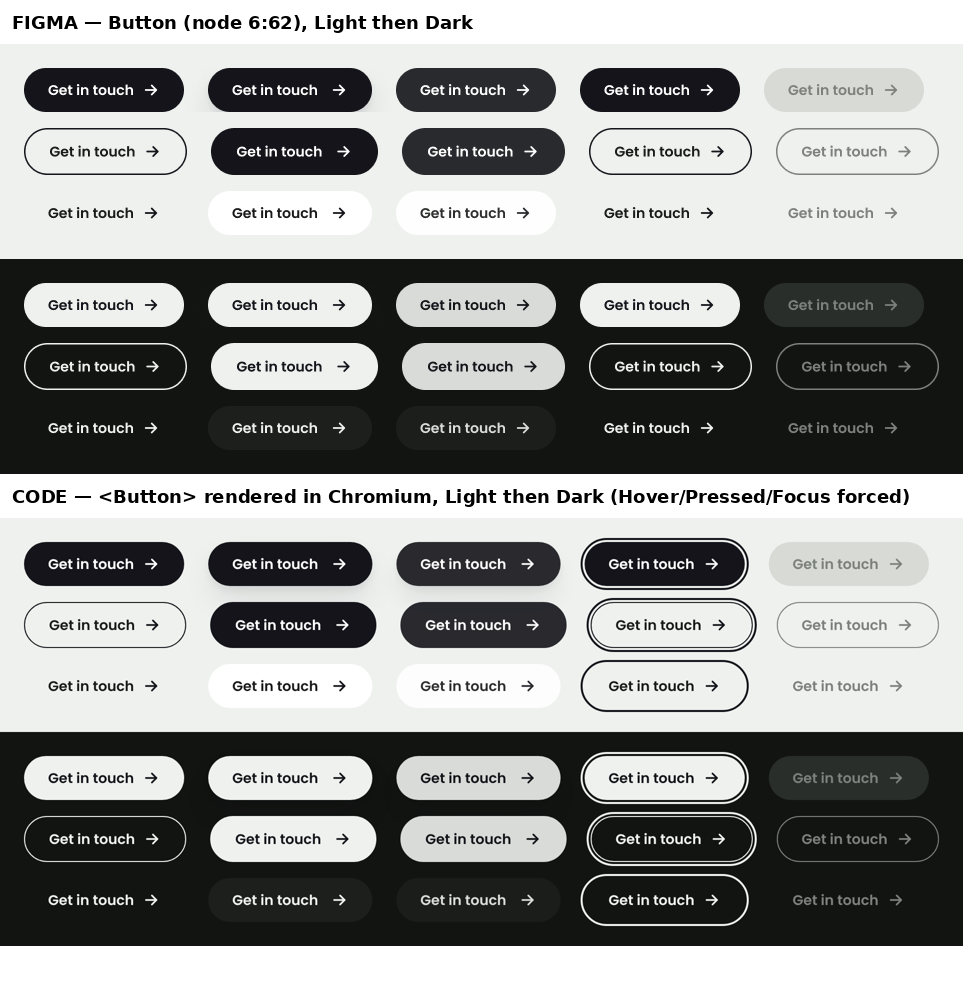 FIGMA — Button (node 6:62), Light then Dark
Get in touch → Get in touch → Get in touch → Get in touch → Get in touch →
Get in touch → Get in touch → Get in touch → Get in touch → Get in touch →
Get in touch → Get in touch → Get in touch → Get in touch → Get in touch →
Get in touch → Get in touch → Get in touch → Get in touch → Get in touch →
Get in touch → Get in touch → Get in touch → Get in touch → Get in touch →
Get in touch → Get in touch → Get in touch → Get in touch → Get in touch →
CODE — <Button> rendered in Chromium, Light then Dark (Hover/Pressed/Focus forced)
Get in touch → Get in touch → Get in touch → Get in touch → Get in touch →
Get in touch → Get in touch → Get in touch → Get in touch → Get in touch →
Get in touch → Get in touch → Get in touch → Get in touch → Get in touch →
Get in touch → Get in touch → Get in touch → Get in touch → Get in touch →
Get in touch → Get in touch → Get in touch → Get in touch → Get in touch →
Get in touch → Get in touch → Get in touch → Get in touch → Get in touch →